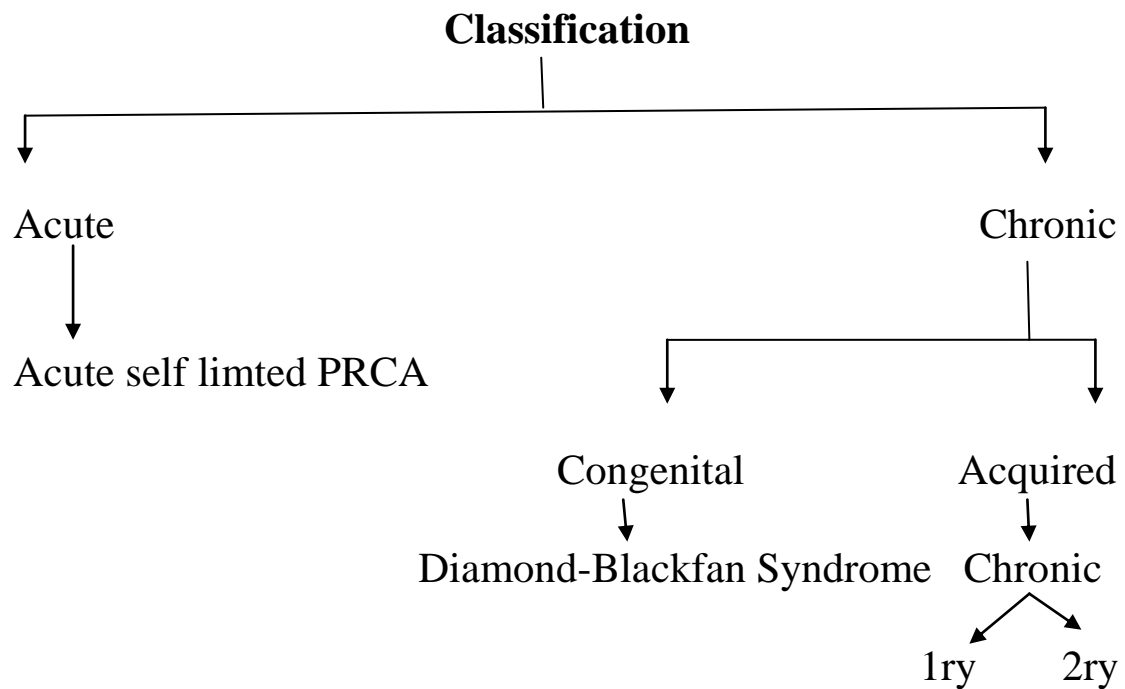 Classification
Acute
Chronic
Acute self limted PRCA
Congenital
Acquired
Diamond-Blackfan Syndrome
Chronic
1ry
2ry